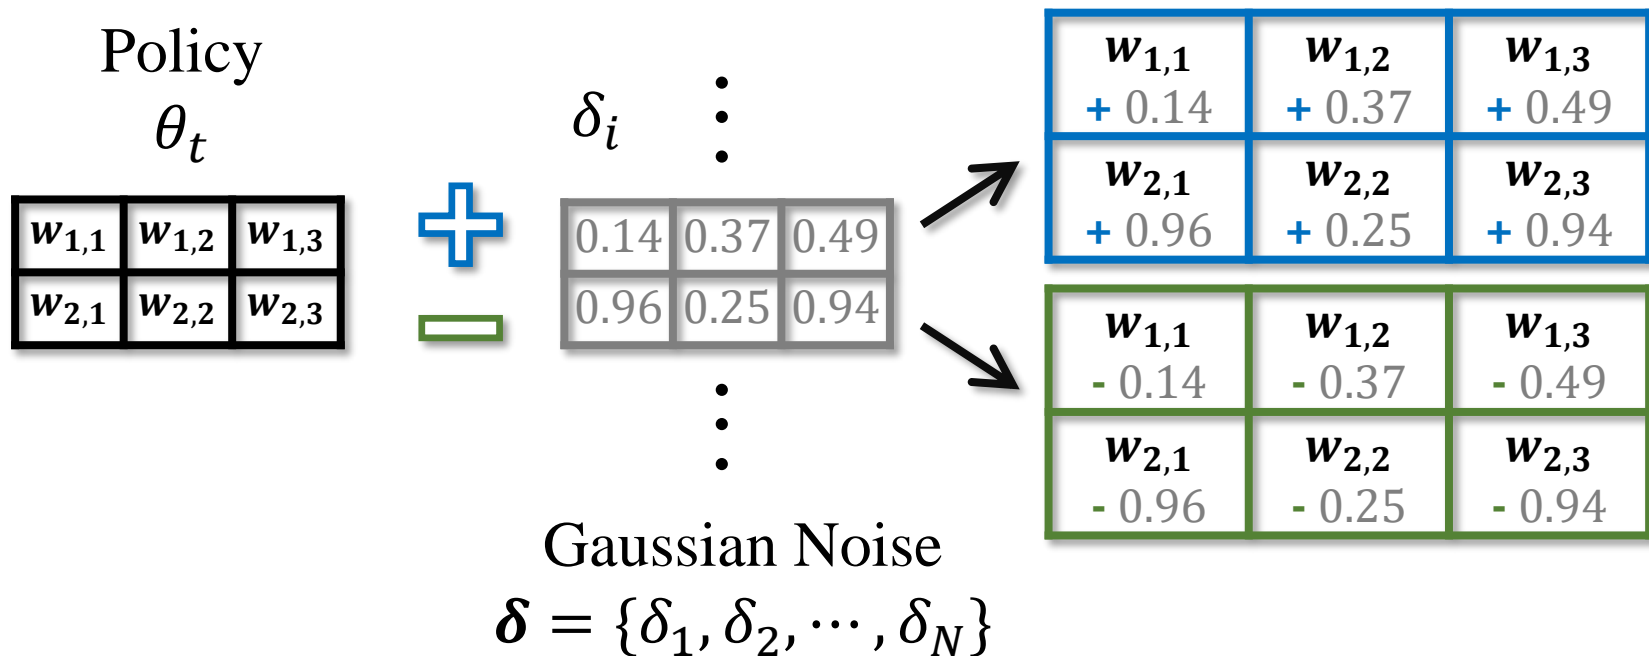 Policy
θ_t
w_{1,1} w_{1,2} w_{1,3}
w_{2,1} w_{2,2} w_{2,3}
+
−
δ_i
⋮
0.14 0.37 0.49
0.96 0.25 0.94
⋮
Gaussian Noise
δ = {δ_1, δ_2, ⋯, δ_N}
w_{1,1} w_{1,2} w_{1,3}
+ 0.14 + 0.37 + 0.49
w_{2,1} w_{2,2} w_{2,3}
+ 0.96 + 0.25 + 0.94
w_{1,1} w_{1,2} w_{1,3}
- 0.14 - 0.37 - 0.49
w_{2,1} w_{2,2} w_{2,3}
- 0.96 - 0.25 - 0.94